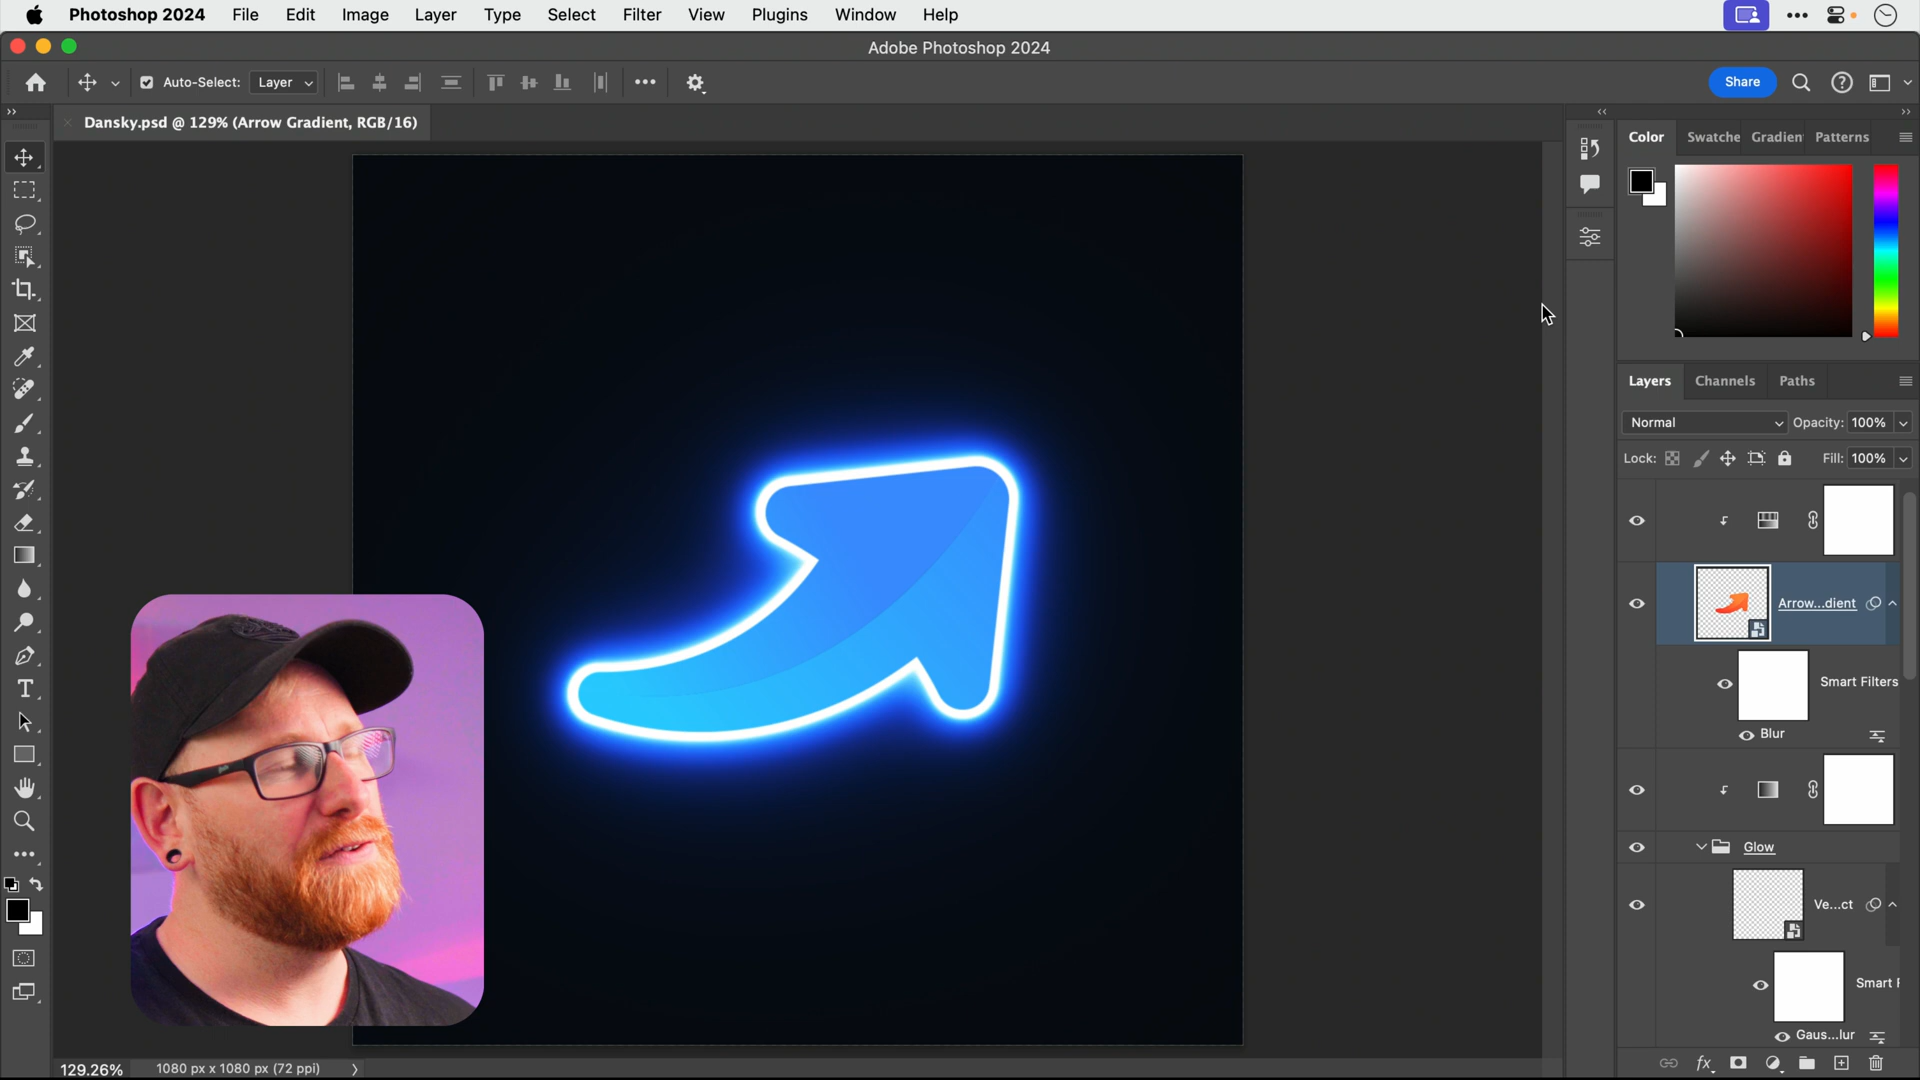 Photoshop 2024 File Edit Image Layer Type Select Filter View Plugins Window Help
Adobe Photoshop 2024
Auto-Select: Layer
Share
Dansky.psd @ 129% (Arrow Gradient, RGB/16)
Color Swatche Gradien Patterns
Layers Channels Paths
Normal Opacity: 100%
Lock: Fill: 100%
Arrow...dient
Smart Filters
Blur
Glow
Ve...ct
Smart F
Gaus...lur
fx
129.26% 1080 px x 1080 px (72 ppi)